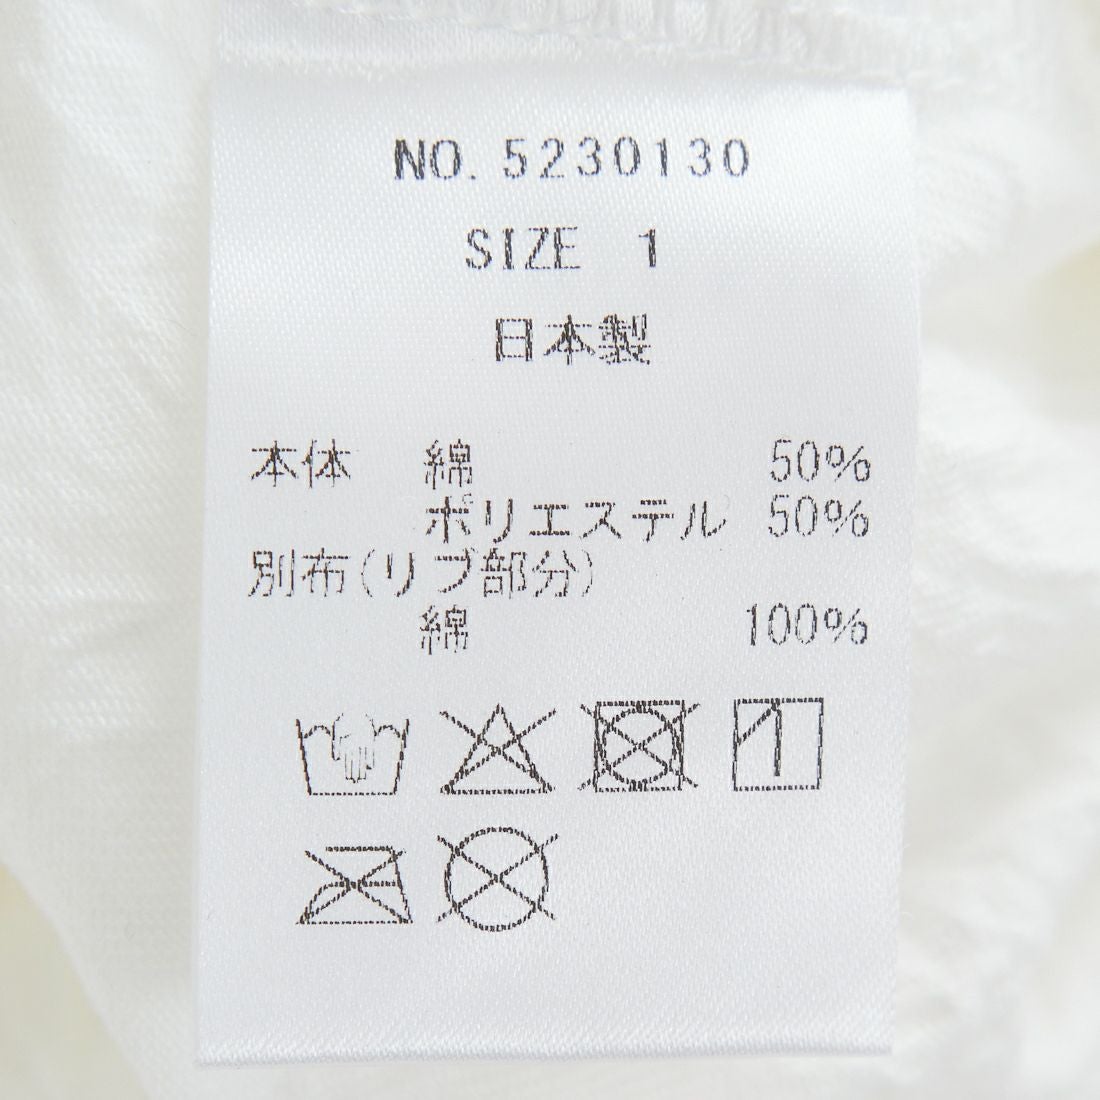 NO. 5230130
SIZE 1
日本製
本体 綿 50%
ポリエステル 50%
別布(リブ部分)
綿 100%